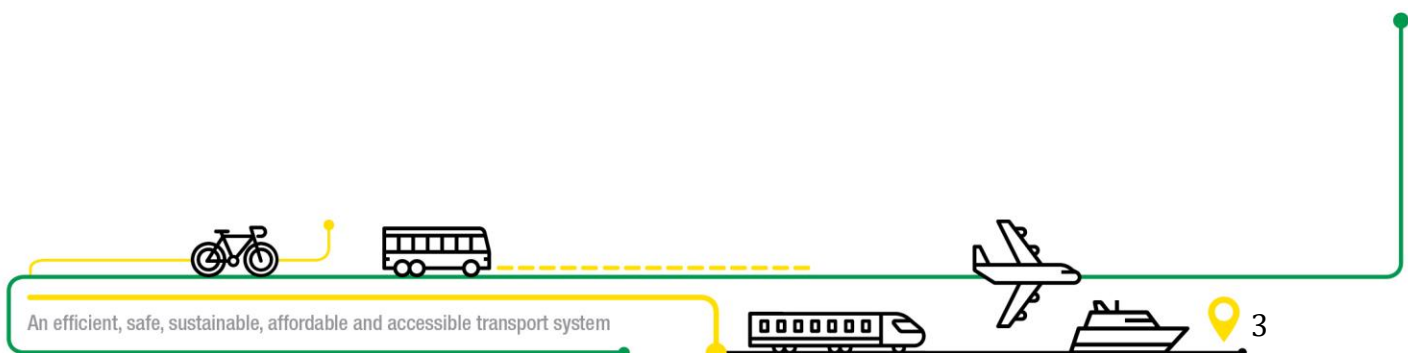 An efficient, safe, sustainable, affordable and accessible transport system
3